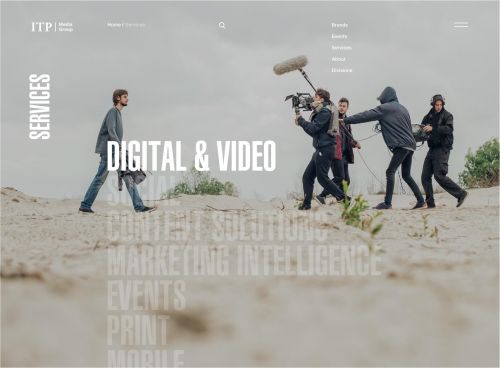 ITP | Media
Group
Home / Services
Brands
Events
Services
About
Divisions
SERVICES
DIGITAL & VIDEO
SOCIAL
CONTENT SOLUTIONS
MARKETING INTELLIGENCE
EVENTS
PRINT
MOBILE